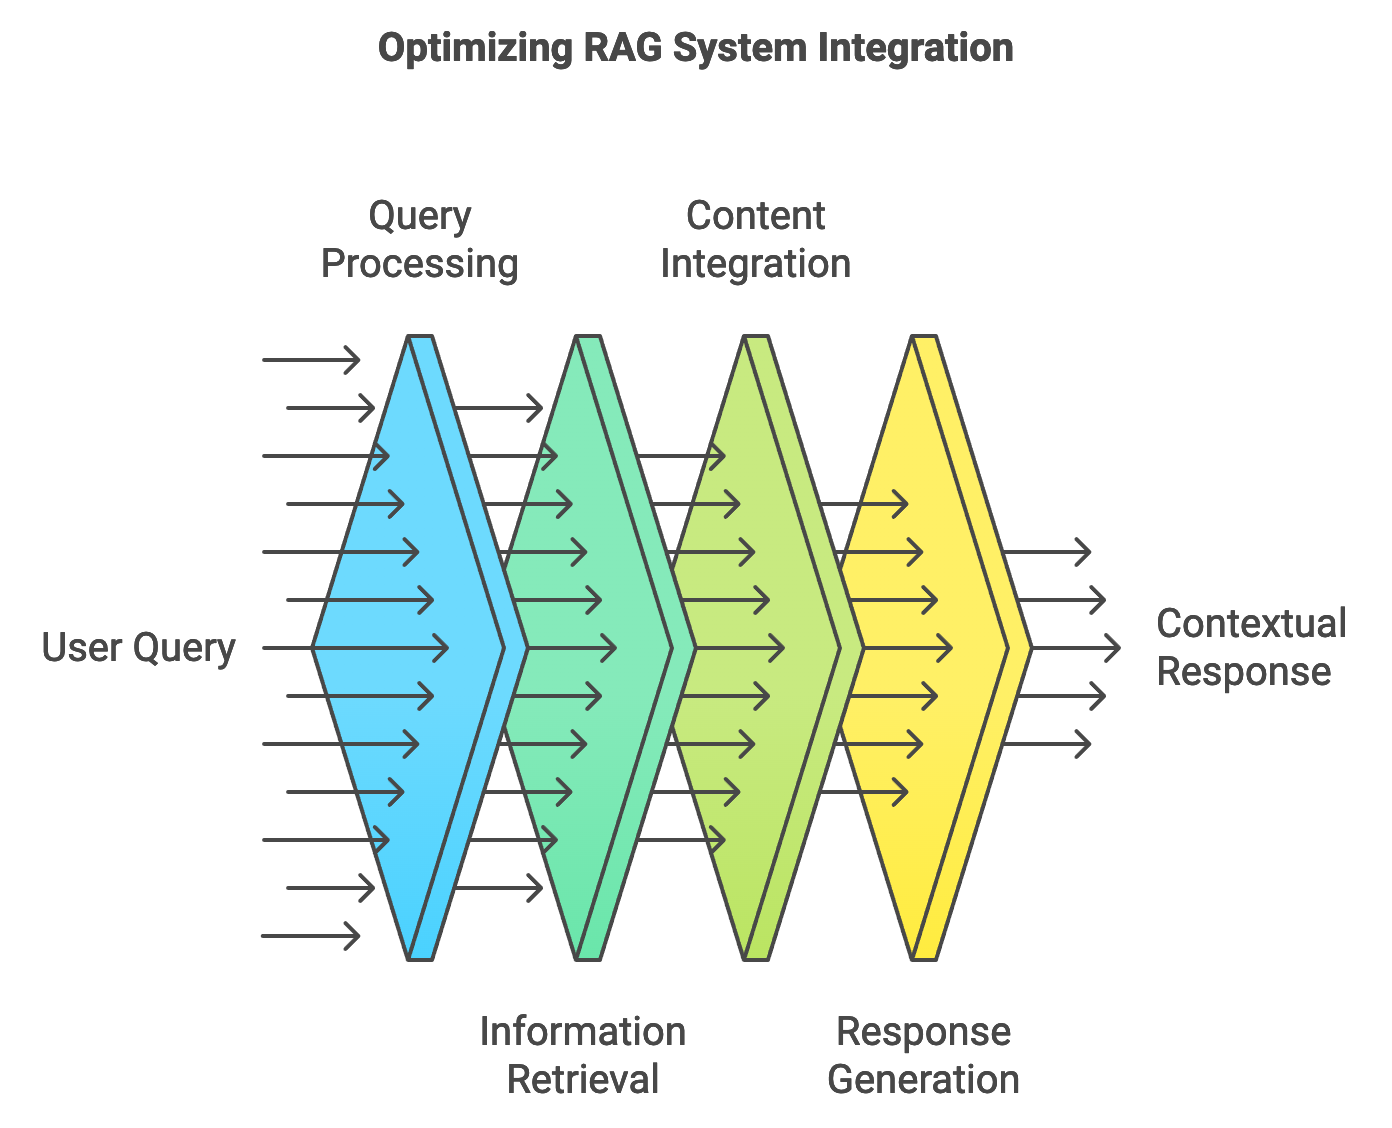 Optimizing RAG System Integration
Query
Processing
Content
Integration
User Query
Contextual
Response
Information
Retrieval
Response
Generation